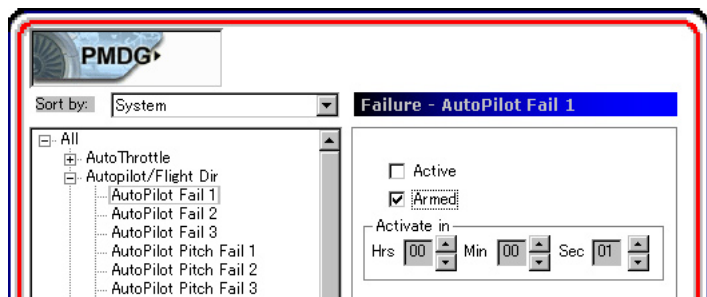 PMDG
Sort by: System
Failure - AutoPilot Fail 1
All
AutoThrottle
Autopilot/Flight Dir
AutoPilot Fail 1
AutoPilot Fail 2
AutoPilot Fail 3
AutoPilot Pitch Fail 1
AutoPilot Pitch Fail 2
AutoPilot Pitch Fail 3
Active
Armed
Activate in
Hrs 00 Min 00 Sec 01